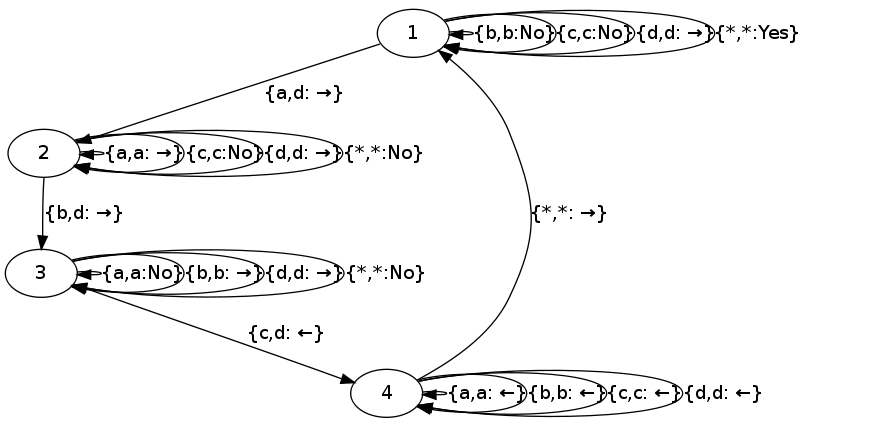 1 {b,b:No} {c,c:No} {d,d: →} {*,*:Yes}
{a,d: →}
2 {a,a: →} {c,c:No} {d,d: →} {*,*:No}
{b,d: →} {*,*: →}
3 {a,a:No} {b,b: →} {d,d: →} {*,*:No}
{c,d: ←}
4 {a,a: ←} {b,b: ←} {c,c: ←} {d,d: ←}